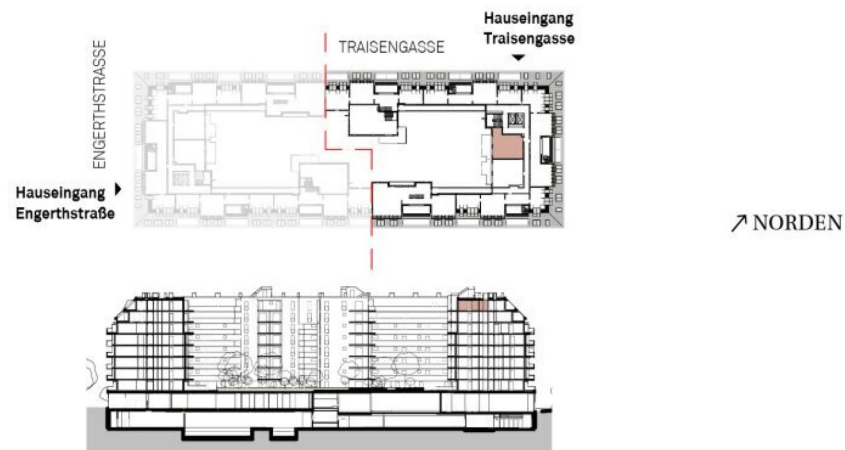 Hauseingang
Traisengasse
TRAISENGASSE
ENGERTHSTRASSE
Hauseingang
Engerthstraße
NORDEN